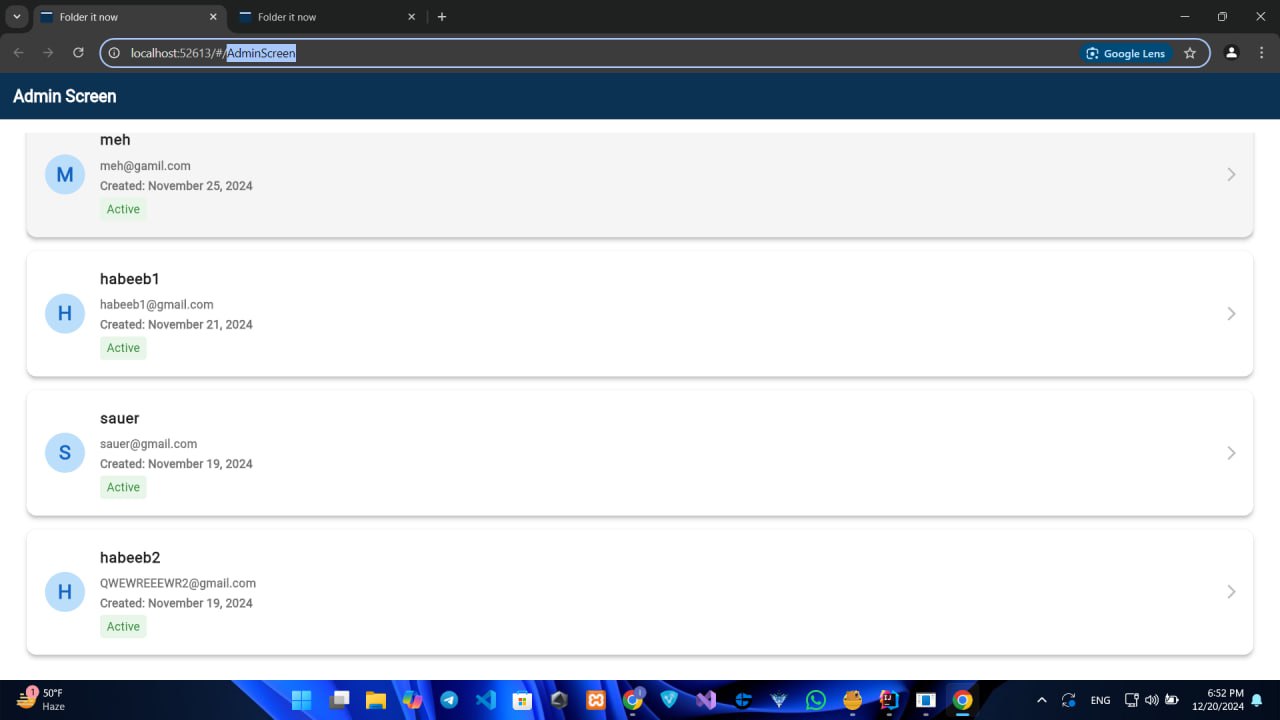 Folder it now
Folder it now
localhost:52613/#/AdminScreen
Google Lens
Admin Screen
meh
M
meh@gamil.com
Created: November 25, 2024
Active
habeeb1
H
habeeb1@gmail.com
Created: November 21, 2024
Active
sauer
S
sauer@gmail.com
Created: November 19, 2024
Active
habeeb2
H
QWEWREEEWR2@gmail.com
Created: November 19, 2024
Active
1
50°F
Haze
ENG
6:52 PM
12/20/2024